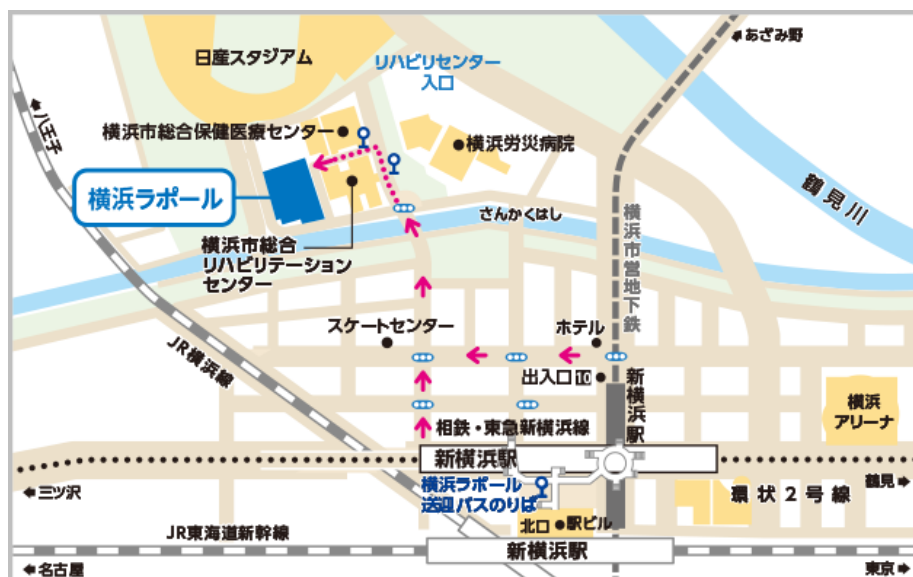 あざみ野
日産スタジアム
リハビリセンター
入口
八王子
横浜市総合保健医療センター
横浜労災病院
鶴見川
横浜ラポール
さんかくはし
横浜市営地下鉄
横浜市総合
リハビリテーション
センター
スケートセンター
ホテル
JR横浜線
出入口10
新横浜駅
横浜
アリーナ
相鉄・東急新横浜線
新横浜駅
三ツ沢
横浜ラポール
送迎バスのりば
環状2号線
鶴見
北口
駅ビル
JR東海道新幹線
新横浜駅
名古屋
東京